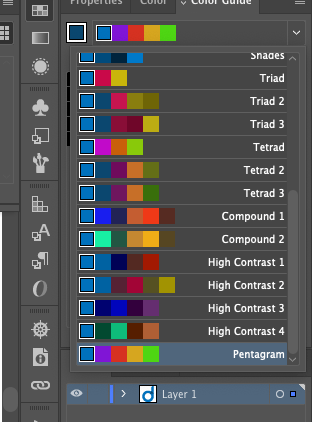 Properties Color Color Guide
Shades
Triad
Triad 2
Triad 3
Tetrad
Tetrad 2
Tetrad 3
Compound 1
Compound 2
High Contrast 1
High Contrast 2
High Contrast 3
High Contrast 4
Pentagram
Layer 1